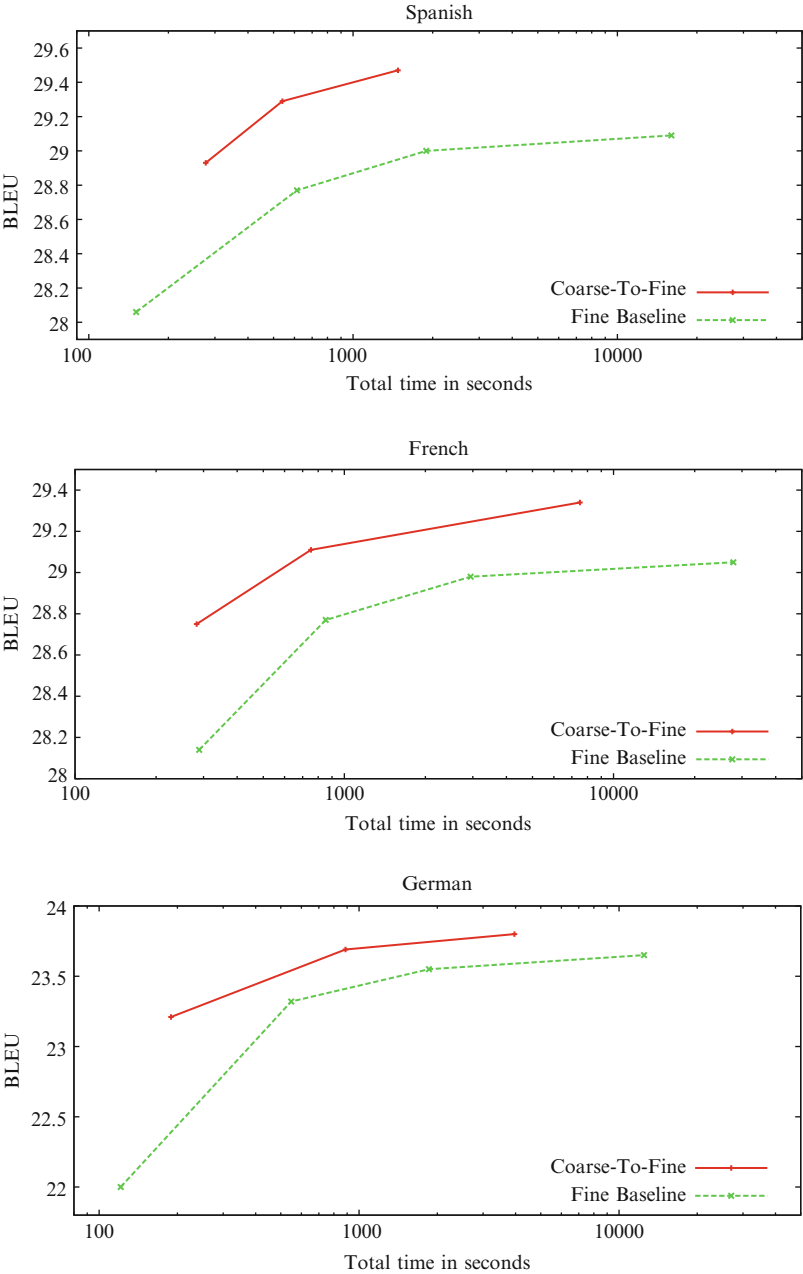 Spanish
29.6
29.4
29.2
29
28.8
28.6
28.4
28.2
28
BLEU
Coarse-To-Fine
Fine Baseline
100 1000 10000
Total time in seconds
French
29.4
29.2
29
28.8
28.6
28.4
28.2
28
BLEU
Coarse-To-Fine
Fine Baseline
100 1000 10000
Total time in seconds
German
24
23.5
23
22.5
22
BLEU
Coarse-To-Fine
Fine Baseline
100 1000 10000
Total time in seconds